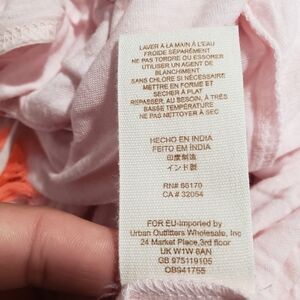 LAVER À LA MAIN À L'EAU
FROIDE SÉPARÉMENT
NE PAS TORDRE OU ESSORER
UTILISER UN AGENT DE
BLANCHIMENT
SANS CHLORE SI NÉCESSAIRE
METTRE EN FORME ET
SÉCHER À PLAT
REPASSER, AU BESOIN, À TRÈS
BASSE TEMPÉRATURE
NE PAS NETTOYER À SEC
HECHO EN INDIA
FEITO EM ÍNDIA
印度製造
インド製
RN# 66170
CA # 32054
FOR EU-Imported by
Urban Outfitters Wholesale, Inc
24 Market Place,3rd floor
UK W1W 8AN
GB 975119105
OB941755